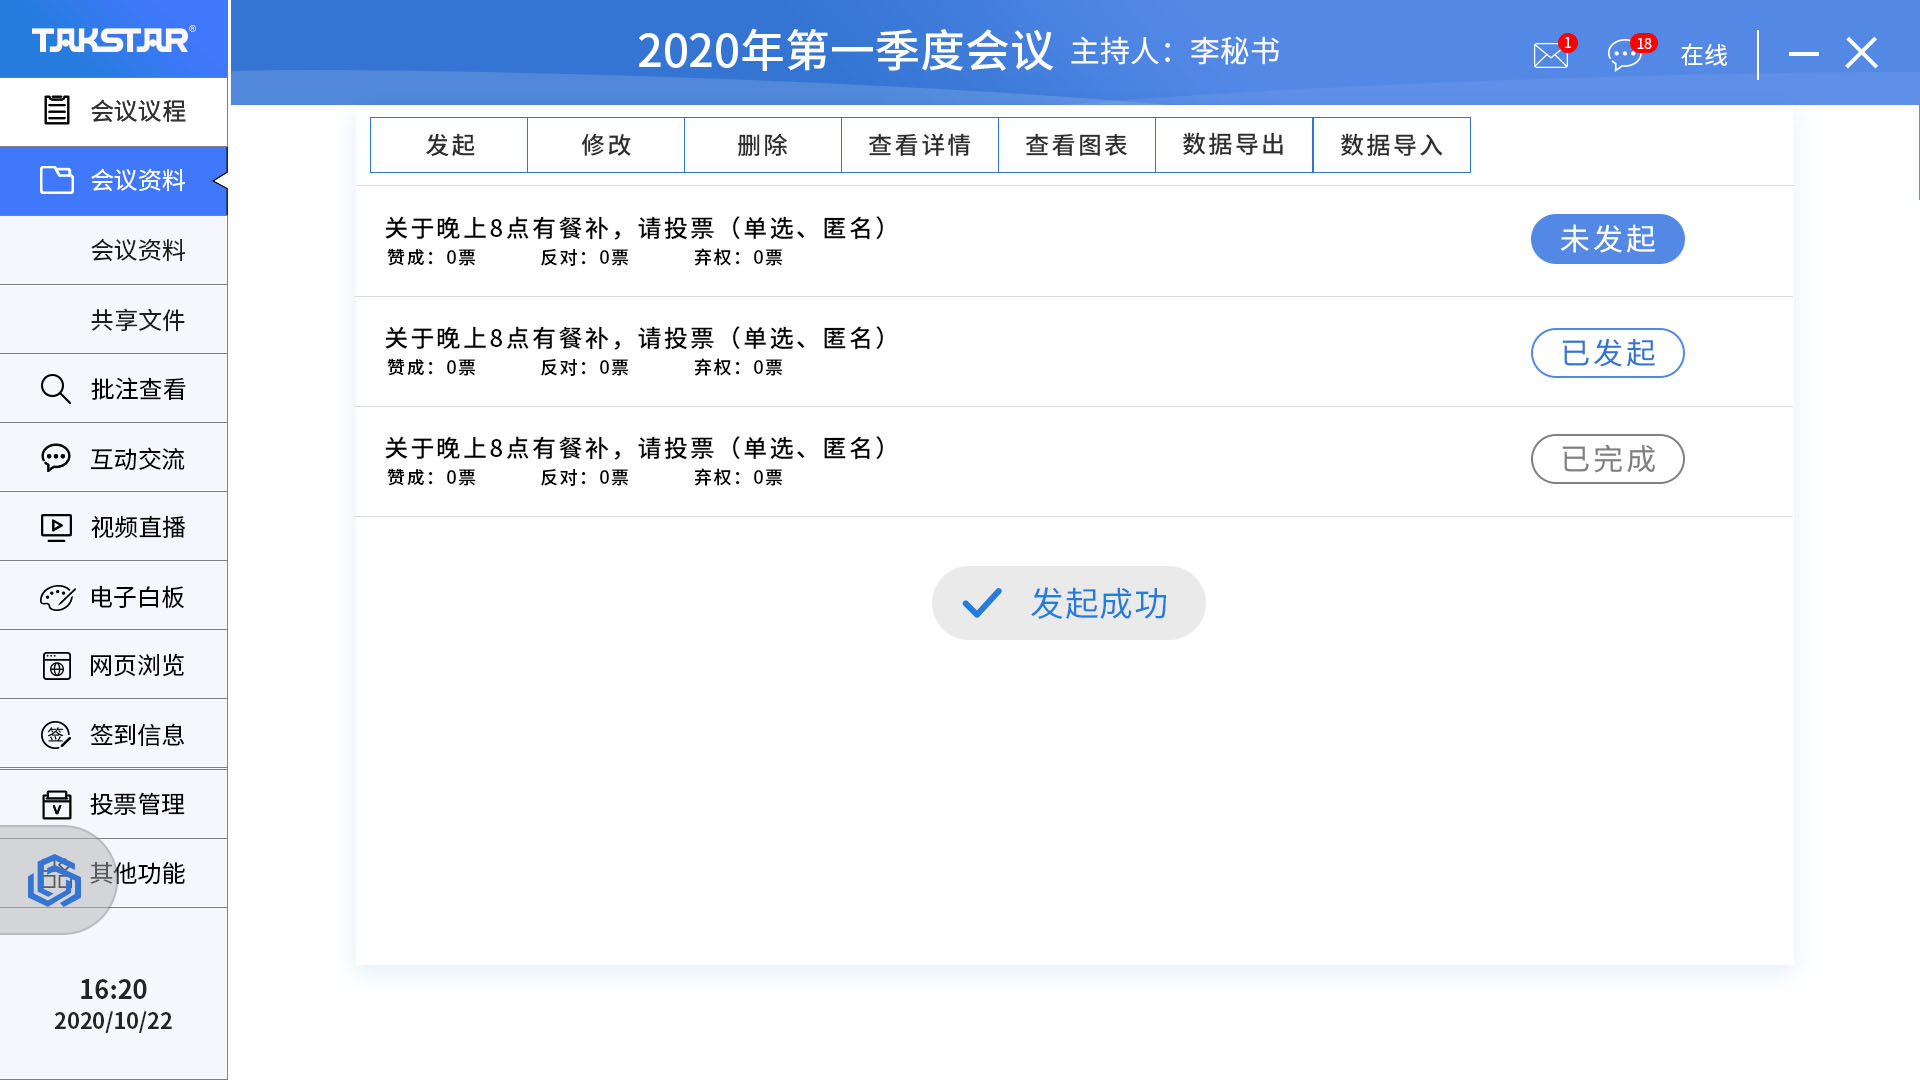 TAKSTAR®
2020年第一季度会议 主持人：李秘书
1
18
在线
会议议程
会议资料
会议资料
共享文件
批注查看
互动交流
视频直播
电子白板
网页浏览
签 签到信息
V 投票管理
其他功能
16:20
2020/10/22
发起 修改 删除 查看详情 查看图表 数据导出 数据导入
关于晚上8点有餐补，请投票（单选、匿名）
赞成：0票 反对：0票 弃权：0票
未发起
关于晚上8点有餐补，请投票（单选、匿名）
赞成：0票 反对：0票 弃权：0票
已发起
关于晚上8点有餐补，请投票（单选、匿名）
赞成：0票 反对：0票 弃权：0票
已完成
发起成功